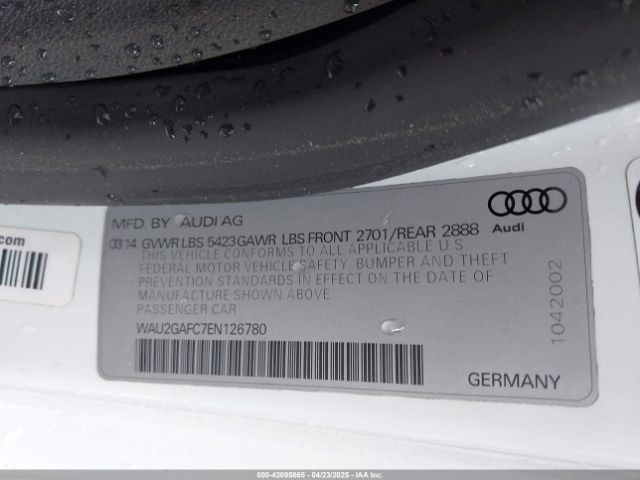 MFD. BY AUDI AG
Audi
03.14 GVWR LBS 5423GAWR LBS FRONT 2701/REAR 2888
THIS VEHICLE CONFORMS TO ALL APPLICABLE U.S
FEDERAL MOTOR VEHICLE SAFETY, BUMPER AND THEFT
PREVENTION STANDARDS IN EFFECT ON THE DATE OF
MANUFACTURE SHOWN ABOVE
PASSENGER CAR
WAU2GAFC7EN126780
1042002
GERMANY
.com
000-42095865 - 04/23/2025 - IAAI, Inc.